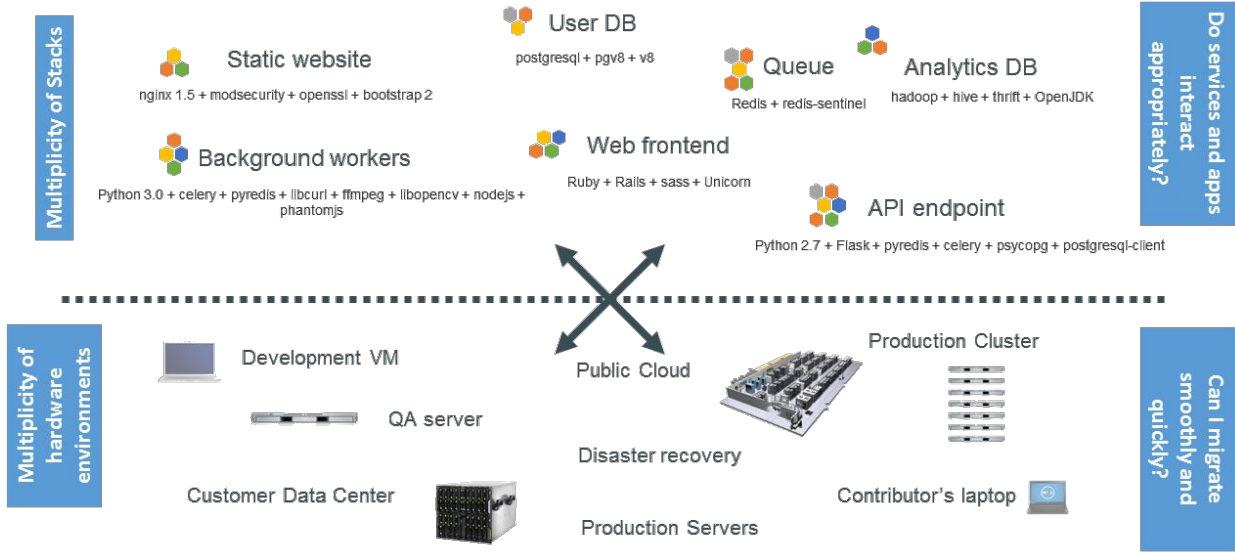 Multiplicity of Stacks
User DB
postgresql + pgv8 + v8
Static website
nginx 1.5 + modsecurity + openssl + bootstrap 2
Queue
Redis + redis-sentinel
Analytics DB
hadoop + hive + thrift + OpenJDK
Background workers
Python 3.0 + celery + pyredis + libcurl + ffmpeg + libopencv + nodejs +
phantomjs
Web frontend
Ruby + Rails + sass + Unicorn
API endpoint
Python 2.7 + Flask + pyredis + celery + psycopg + postgresql-client
Do services and apps
interact
appropriately?
Multiplicity of
hardware
environments
Development VM
QA server
Customer Data Center
Public Cloud
Disaster recovery
Production Servers
Production Cluster
Contributor's laptop
Can I migrate
smoothly and
quickly?